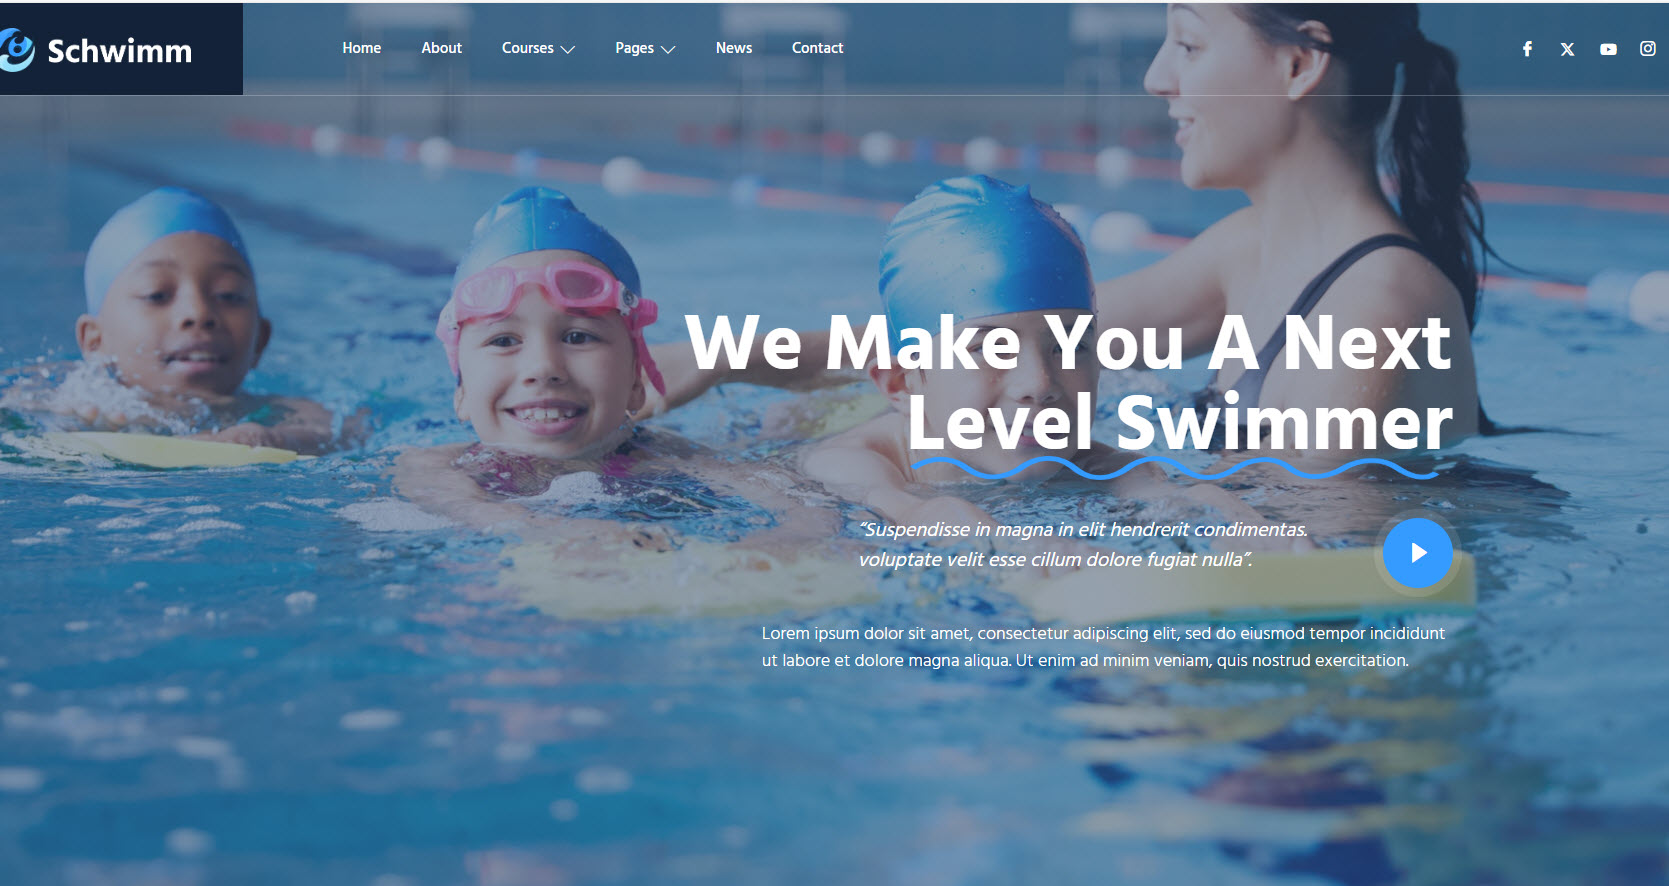 Schwimm
Home About Courses Pages News Contact
We Make You A Next
Level Swimmer
“Suspendisse in magna in elit hendrerit condimentas.
voluptate velit esse cillum dolore fugiat nulla”.
Lorem ipsum dolor sit amet, consectetur adipiscing elit, sed do eiusmod tempor incididunt
ut labore et dolore magna aliqua. Ut enim ad minim veniam, quis nostrud exercitation.